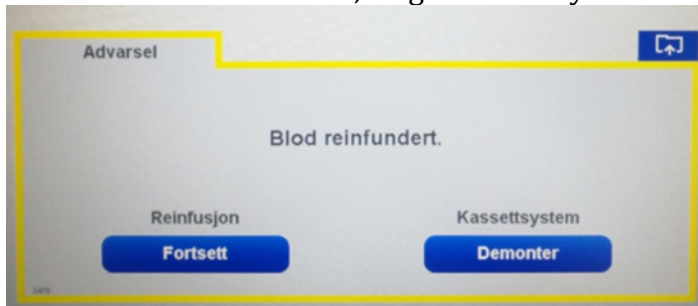 Advarsel
Blod reinfundert.
Reinfusjon
Kassettsystem
Fortsett
Demonter